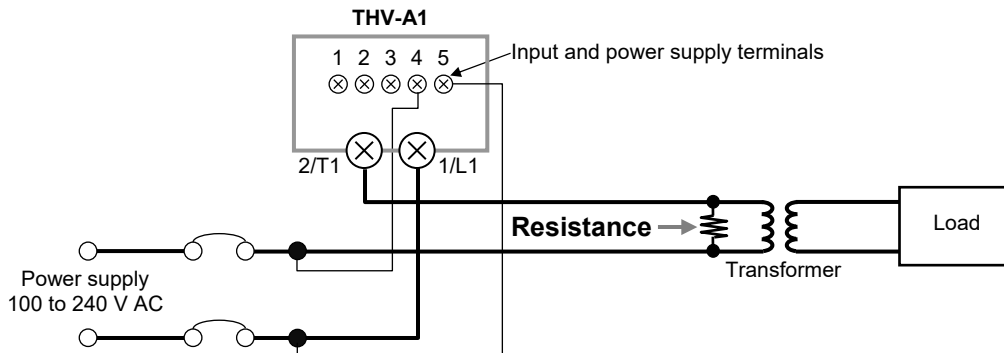 THV-A1
1 2 3 4 5
Input and power supply terminals
2/T1
1/L1
Resistance
Load
Transformer
Power supply
100 to 240 V AC